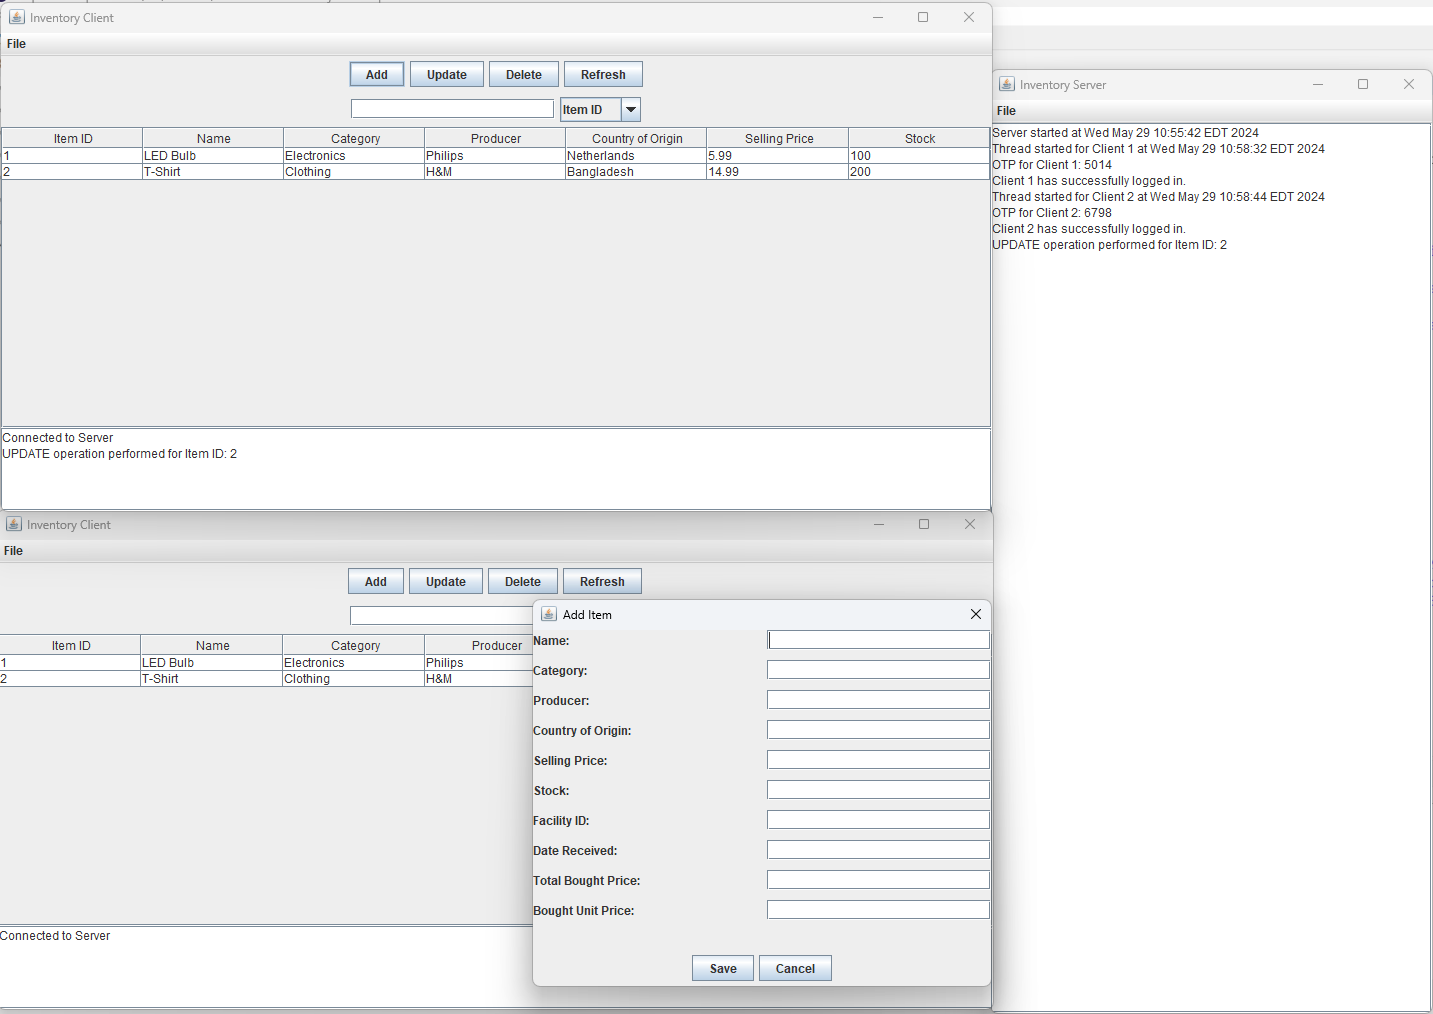 Inventory Client
File
Add Update Delete Refresh
Item ID
Item ID Name Category Producer Country of Origin Selling Price Stock
1 LED Bulb Electronics Philips Netherlands 5.99 100
2 T-Shirt Clothing H&M Bangladesh 14.99 200
Connected to Server
UPDATE operation performed for Item ID: 2
Inventory Server
File
Server started at Wed May 29 10:55:42 EDT 2024
Thread started for Client 1 at Wed May 29 10:58:32 EDT 2024
OTP for Client 1: 5014
Client 1 has successfully logged in.
Thread started for Client 2 at Wed May 29 10:58:44 EDT 2024
OTP for Client 2: 6798
Client 2 has successfully logged in.
UPDATE operation performed for Item ID: 2
Inventory Client
File
Add Update Delete Refresh
Item ID Name Category Producer
1 LED Bulb Electronics Philips
2 T-Shirt Clothing H&M
Connected to Server
Add Item
Name:
Category:
Producer:
Country of Origin:
Selling Price:
Stock:
Facility ID:
Date Received:
Total Bought Price:
Bought Unit Price:
Save Cancel